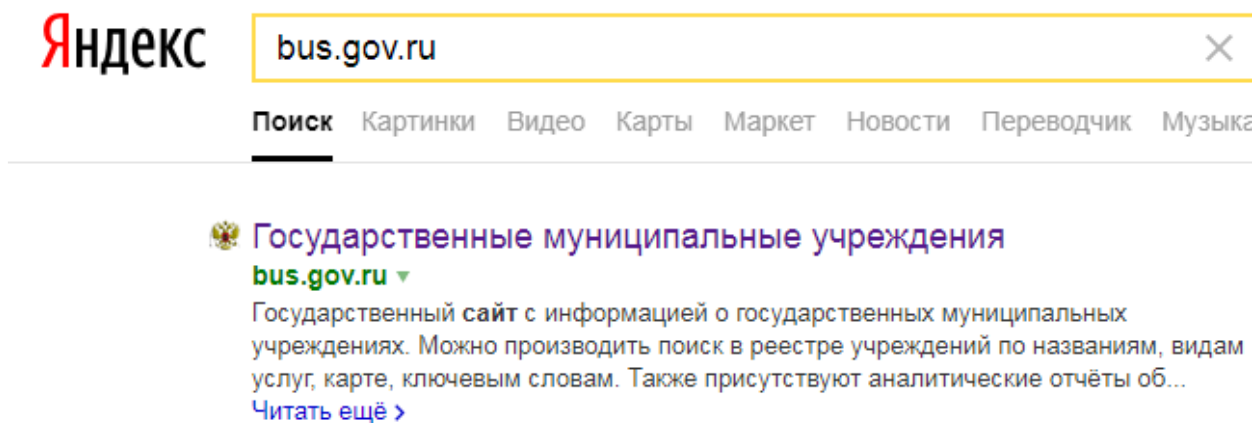 Яндекс
bus.gov.ru
Поиск Картинки Видео Карты Маркет Новости Переводчик Музыка
Государственные муниципальные учреждения
bus.gov.ru
Государственный сайт с информацией о государственных муниципальных
учреждениях. Можно производить поиск в реестре учреждений по названиям, видам
услуг, карте, ключевым словам. Также присутствуют аналитические отчёты об...
Читать ещё >